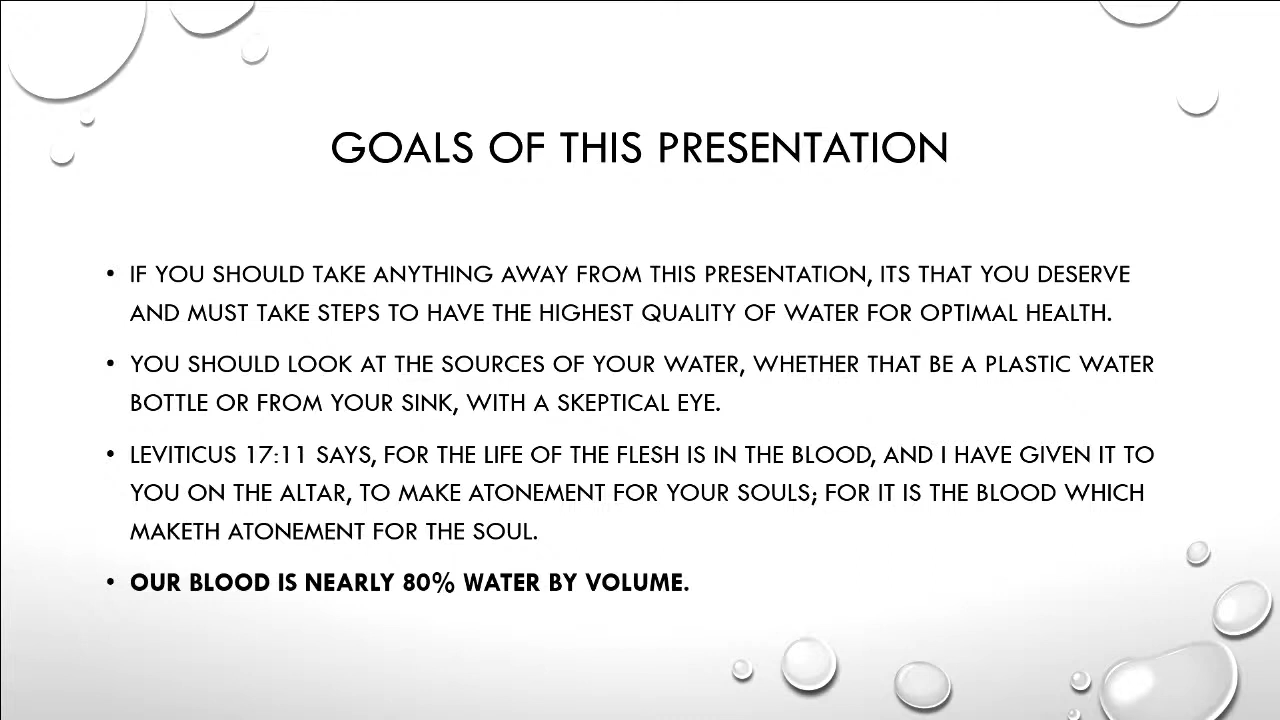 GOALS OF THIS PRESENTATION
• IF YOU SHOULD TAKE ANYTHING AWAY FROM THIS PRESENTATION, ITS THAT YOU DESERVE
AND MUST TAKE STEPS TO HAVE THE HIGHEST QUALITY OF WATER FOR OPTIMAL HEALTH.
• YOU SHOULD LOOK AT THE SOURCES OF YOUR WATER, WHETHER THAT BE A PLASTIC WATER
BOTTLE OR FROM YOUR SINK, WITH A SKEPTICAL EYE.
• LEVITICUS 17:11 SAYS, FOR THE LIFE OF THE FLESH IS IN THE BLOOD, AND I HAVE GIVEN IT TO
YOU ON THE ALTAR, TO MAKE ATONEMENT FOR YOUR SOULS; FOR IT IS THE BLOOD WHICH
MAKETH ATONEMENT FOR THE SOUL.
• OUR BLOOD IS NEARLY 80% WATER BY VOLUME.